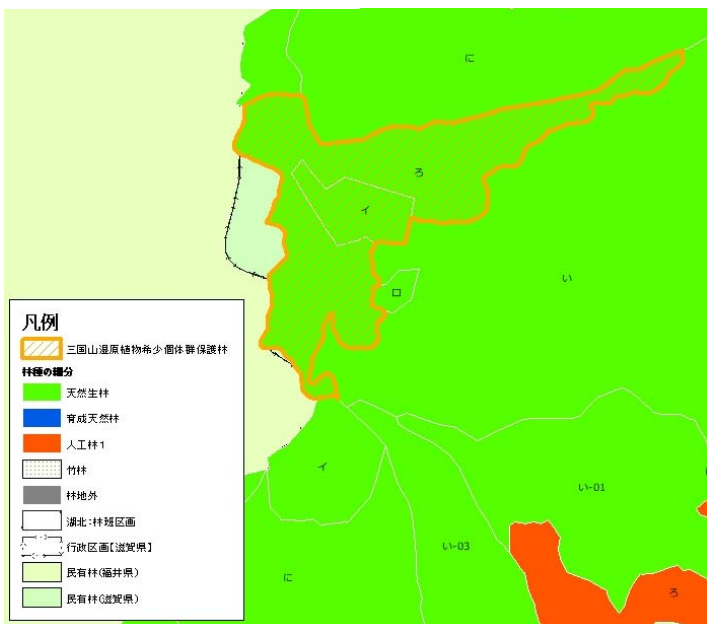 に
ろ
イ
い
ロ
凡例
三国山湿原植物希少個体群保護林
林種の細分
天然生林
育成天然林
人工林1
竹林
林地外
湖北:林班区画
行政区画【滋賀県】
民有林(福井県)
民有林(滋賀県)
イ
い-01
い-03
に
ろ